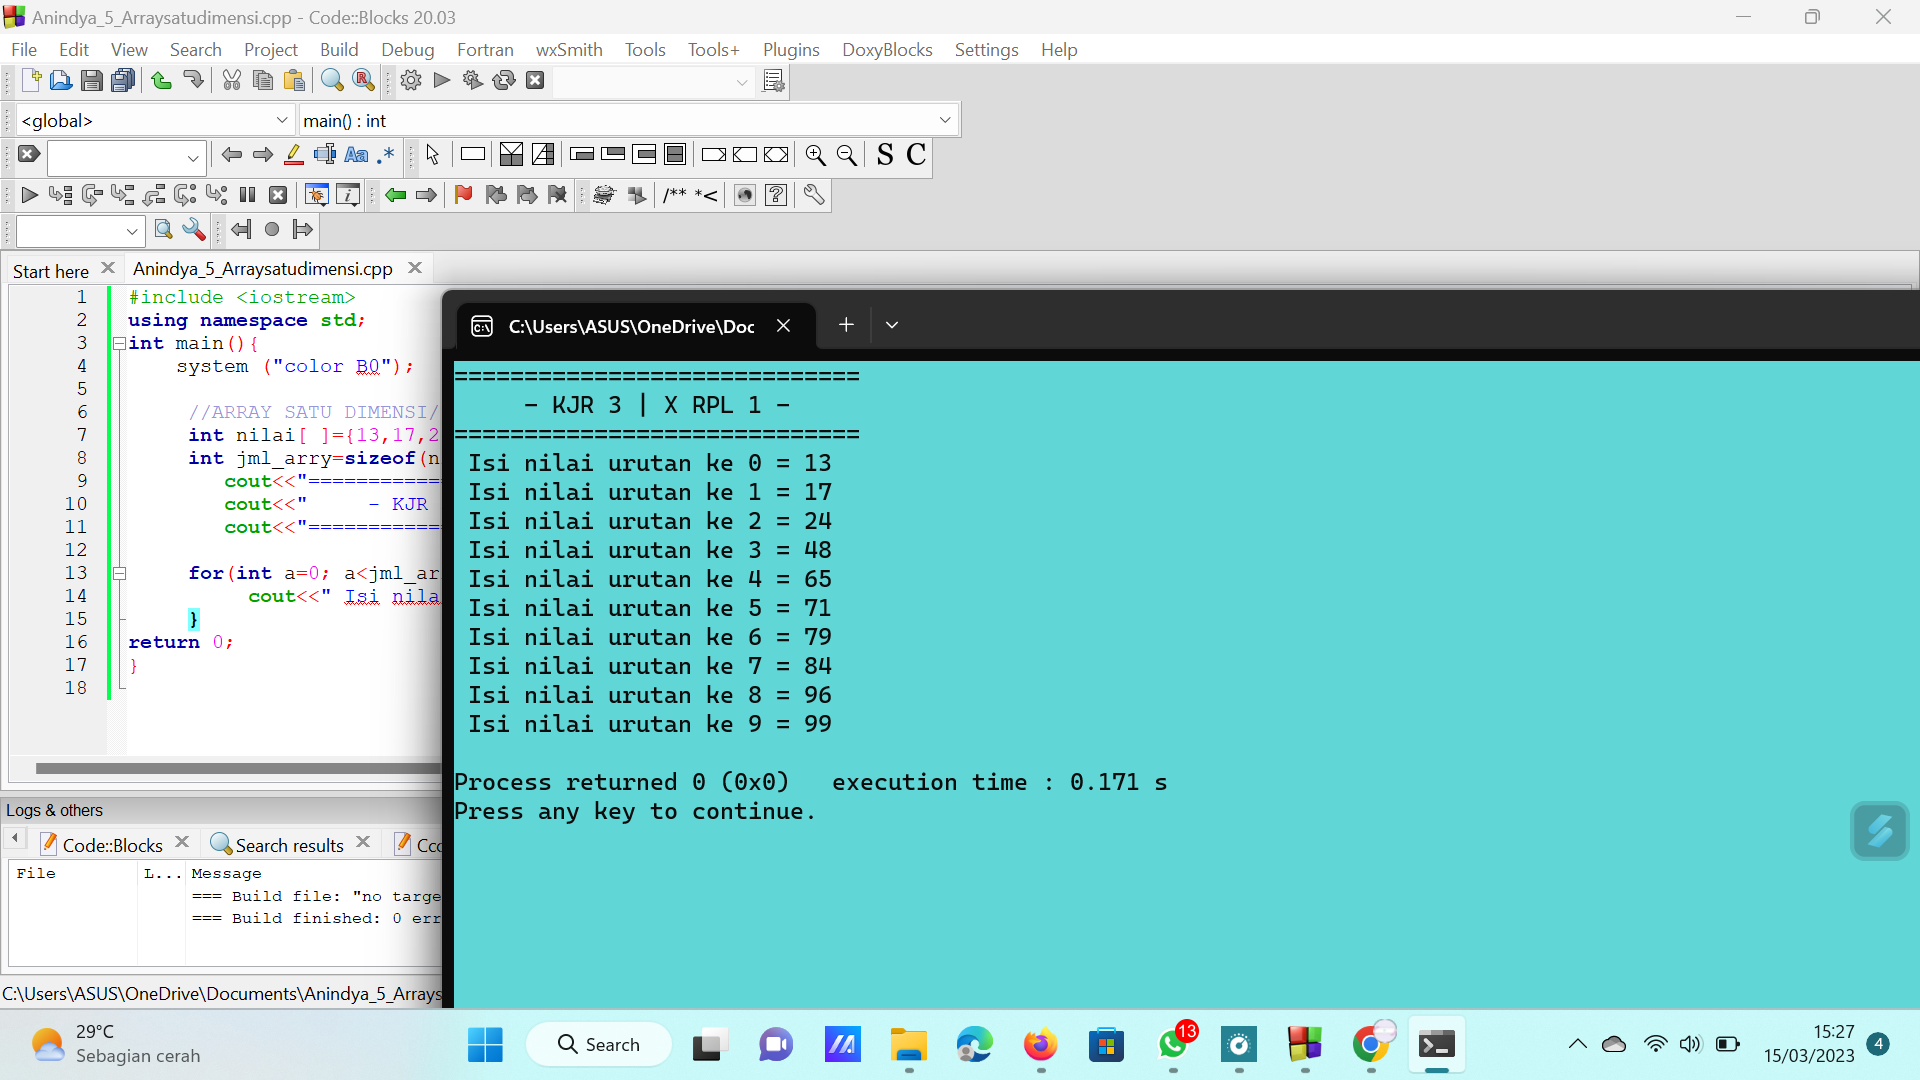 Anindya_5_Arraysatudimensi.cpp - Code::Blocks 20.03
File Edit View Search Project Build Debug Fortran wxSmith Tools Tools+ Plugins DoxyBlocks Settings Help
<global> main() : int
Aa .* S C
/** *<
Start here Anindya_5_Arraysatudimensi.cpp
1 #include <iostream>
2 using namespace std;
3 int main(){
4 system ("color B0");
5
6 //ARRAY SATU DIMENSI/
7 int nilai[ ]={13,17,2
8 int jml_arry=sizeof(n
9 cout<<"===========
10 cout<<" - KJR
11 cout<<"===========
12
13 for(int a=0; a<jml_ar
14 cout<<" Isi nila
15 }
16 return 0;
17 }
18
C:\Users\ASUS\OneDrive\Doc
=============================
- KJR 3 | X RPL 1 -
=============================
Isi nilai urutan ke 0 = 13
Isi nilai urutan ke 1 = 17
Isi nilai urutan ke 2 = 24
Isi nilai urutan ke 3 = 48
Isi nilai urutan ke 4 = 65
Isi nilai urutan ke 5 = 71
Isi nilai urutan ke 6 = 79
Isi nilai urutan ke 7 = 84
Isi nilai urutan ke 8 = 96
Isi nilai urutan ke 9 = 99
Process returned 0 (0x0) execution time : 0.171 s
Press any key to continue.
Logs & others
Code::Blocks Search results Ccc
File L... Message
=== Build file: "no targe
=== Build finished: 0 err
C:\Users\ASUS\OneDrive\Documents\Anindya_5_Arrays
29°C
Sebagian cerah
Search
13
15:27
15/03/2023
4